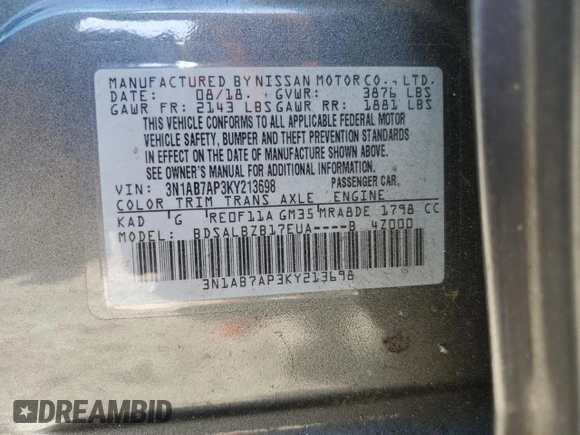 MANUFACTURED BY NISSAN MOTOR CO., LTD.
DATE: 08/18. GVWR: 3876 LBS
GAWR FR: 2143 LBS GAWR RR: 1881 LBS
THIS VEHICLE CONFORMS TO ALL APPLICABLE FEDERAL MOTOR
VEHICLE SAFETY, BUMPER AND THEFT PREVENTION STANDARDS
IN EFFECT ON THE DATE OF MANUFACTURE SHOWN ABOVE.
SEE OWNER'S MANUAL FOR ADDITIONAL INFORMATION.
VIN: 3N1AB7AP3KY213698 PASSENGER CAR
COLOR TRIM TRANS AXLE ENGINE
KAD G RE0F11A GM35 MRA8DE 1798 CC
MODEL: BDSALBZB17EUA----B 4Z000
3N1AB7AP3KY213698
DREAMBID